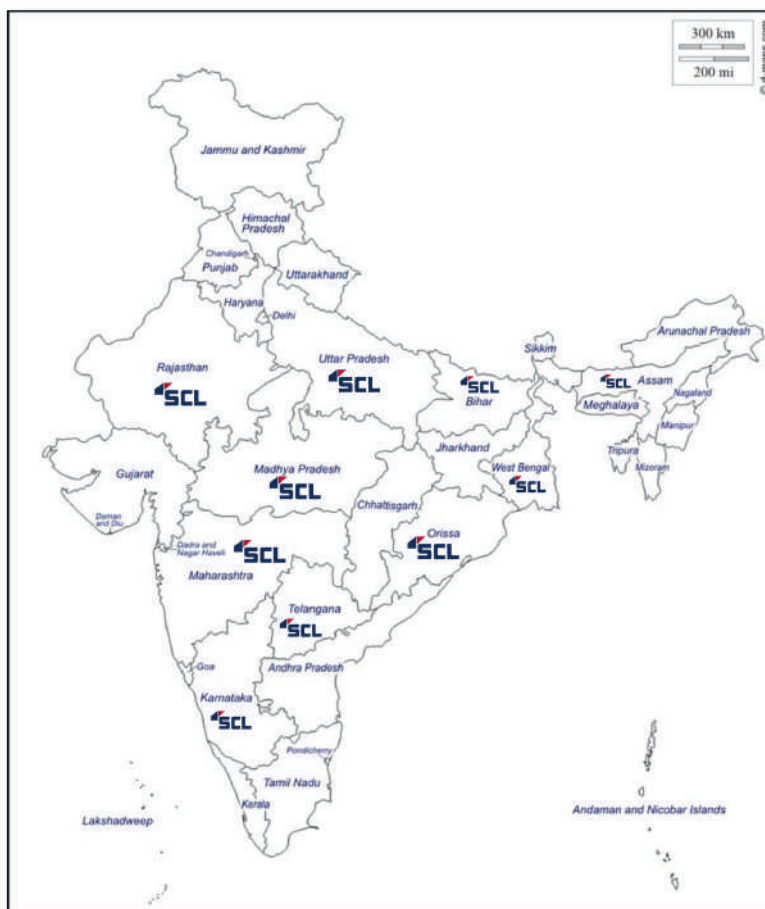 300 km
200 mi
© d-maps.com
Jammu and Kashmir
Himachal
Pradesh
Chandigarh
Punjab
Uttarakhand
Haryana
Delhi
Arunachal Pradesh
Sikkim
Rajasthan
SCL
Uttar Pradesh
SCL
SCL
Bihar
SCL Assam
Nagaland
Meghalaya
Manipur
Tripura
Mizoram
Jharkhand
West Bengal
SCL
Gujarat
Madhya Pradesh
SCL
Chhattisgarh
Daman
and Diu
Orissa
SCL
Dadra and
Nagar Haveli
SCL
Maharashtra
Telangana
SCL
Goa
Andhra Pradesh
Karnataka
SCL
Pondicherry
Tamil Nadu
Kerala
Lakshadweep
Andaman and Nicobar Islands